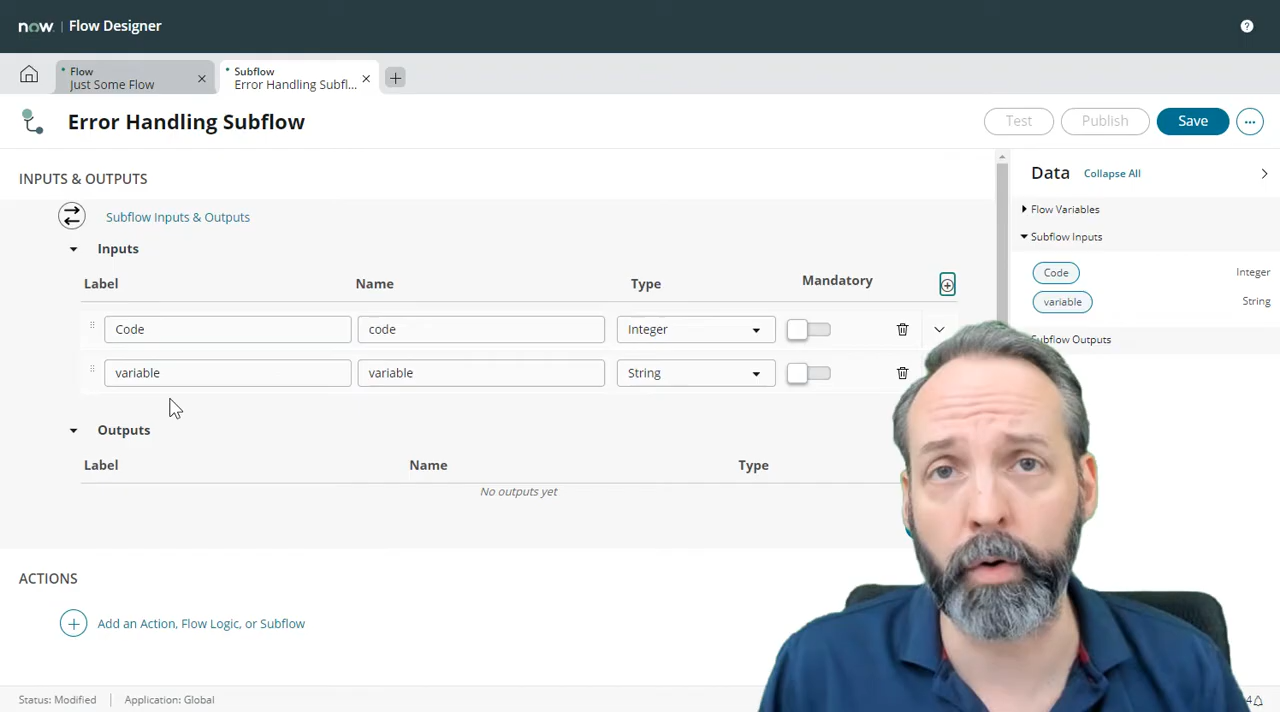 now. | Flow Designer
Flow
Just Some Flow
Subflow
Error Handling Subfl...
Error Handling Subflow
Test
Publish
Save
INPUTS & OUTPUTS
Subflow Inputs & Outputs
Inputs
Label Name Type Mandatory
Code code Integer
variable variable String
Outputs
Label Name Type
No outputs yet
ACTIONS
Add an Action, Flow Logic, or Subflow
Data Collapse All
Flow Variables
Subflow Inputs
Code Integer
variable String
Outputs
Status: Modified | Application: Global